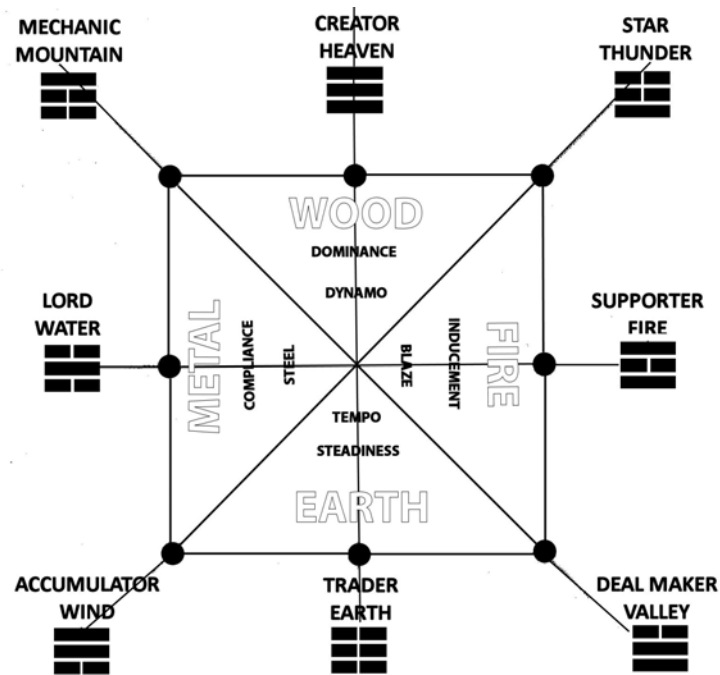 MECHANIC
MOUNTAIN
CREATOR
HEAVEN
STAR
THUNDER
WOOD
DOMINANCE
DYNAMO
LORD
WATER
METAL
COMPLIANCE
STEEL
BLAZE
INDUCEMENT
FIRE
SUPPORTER
FIRE
TEMPO
STEADINESS
EARTH
ACCUMULATOR
WIND
TRADER
EARTH
DEAL MAKER
VALLEY